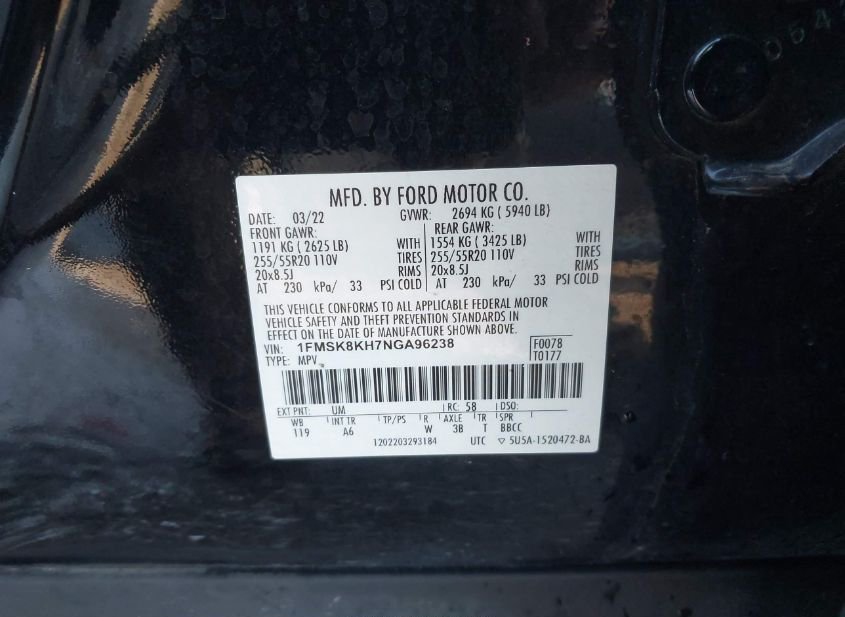 MFD. BY FORD MOTOR CO.
DATE: 03/22 GVWR: 2694 KG ( 5940 LB)
FRONT GAWR: REAR GAWR:
1191 KG ( 2625 LB) WITH 1554 KG ( 3425 LB) WITH
255/55R20 110V TIRES 255/55R20 110V TIRES
20x8.5J RIMS 20x8.5J RIMS
AT 230 kPa/ 33 PSI COLD AT 230 kPa/ 33 PSI COLD
THIS VEHICLE CONFORMS TO ALL APPLICABLE FEDERAL MOTOR
VEHICLE SAFETY AND THEFT PREVENTION STANDARDS IN
EFFECT ON THE DATE OF MANUFACTURE SHOWN ABOVE.
VIN: 1FMSK8KH7NGA96238 F0078
TYPE: MPV T0177
EXT PNT: UM RC: 58 DSO:
WB INT TR TP/PS R AXLE TR SPR
119 A6 W 3B T BBCC
1202203293184 UTC ▽ 5U5A-1520472-BA